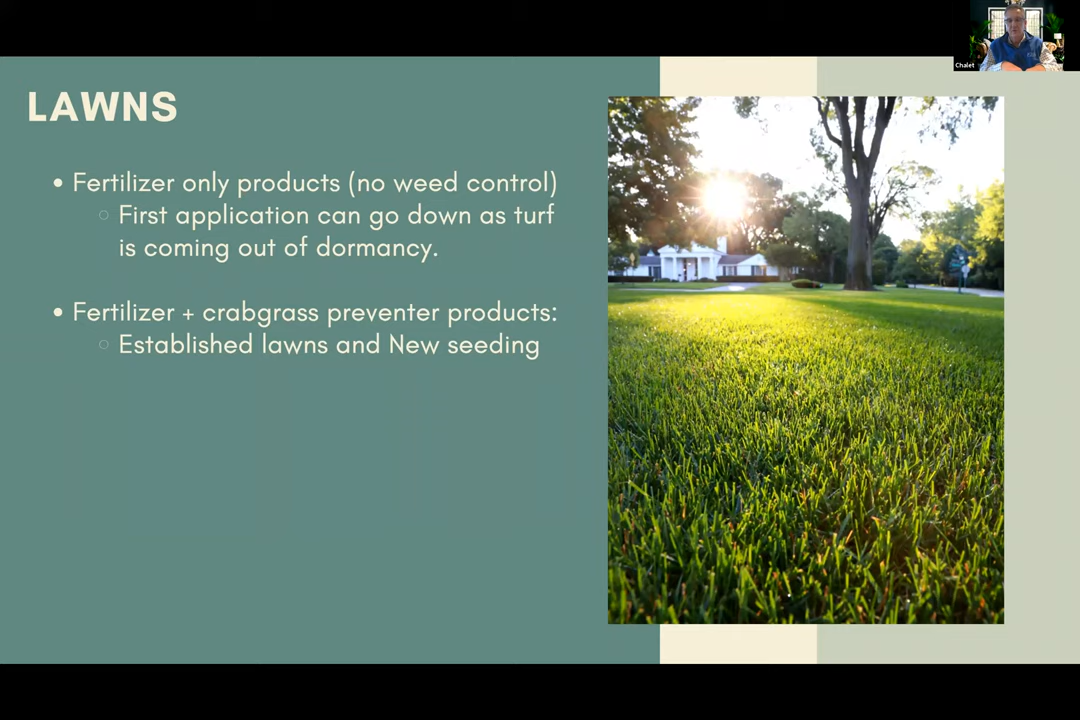 Chalet
LAWNS
• Fertilizer only products (no weed control)
○ First application can go down as turf
is coming out of dormancy.
• Fertilizer + crabgrass preventer products:
○ Established lawns and New seeding